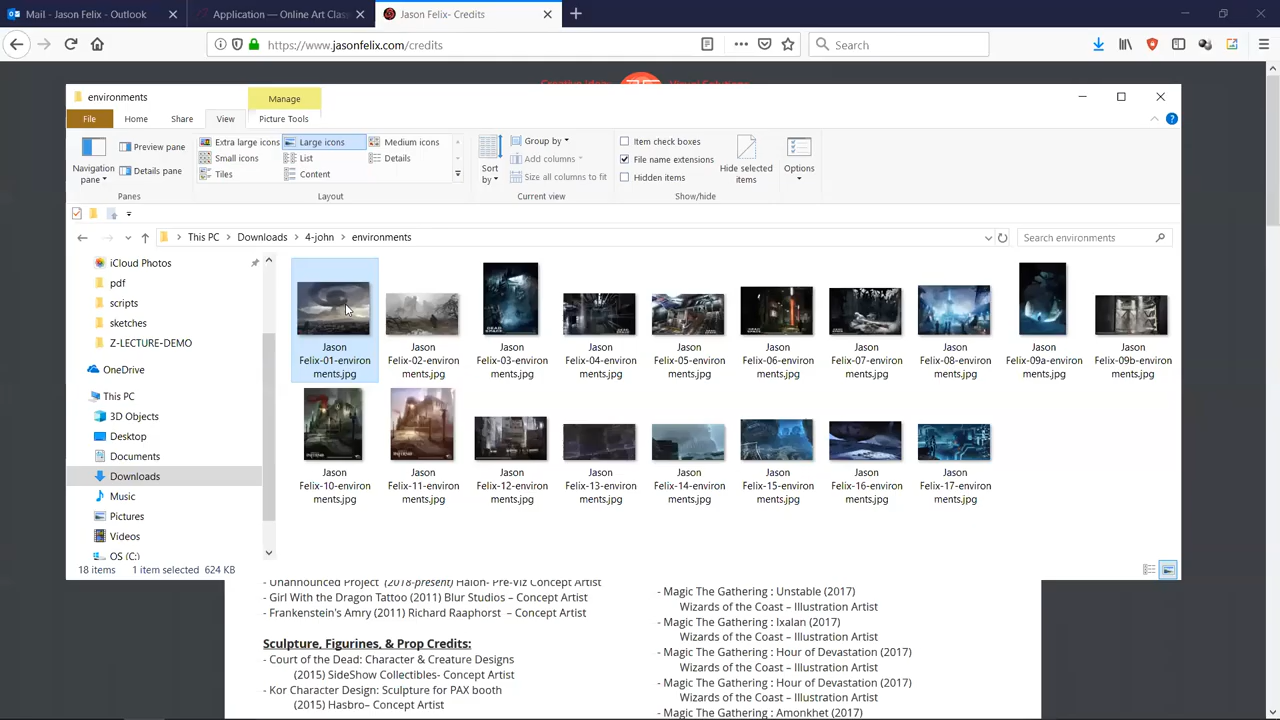 Mail - Jason Felix - Outlook
Application — Online Art Clas
Jason Felix- Credits
https://www.jasonfelix.com/credits
Search
environments
Manage
File
Home
Share
View
Picture Tools
Navigation pane
Preview pane
Details pane
Extra large icons
Large icons
Medium icons
Small icons
List
Details
Tiles
Content
Sort by
Group by
Add columns
Size all columns to fit
Item check boxes
File name extensions
Hidden items
Hide selected items
Options
Panes
Layout
Current view
Show/hide
This PC
Downloads
4-john
environments
Search environments
iCloud Photos
pdf
scripts
sketches
Z-LECTURE-DEMO
OneDrive
This PC
3D Objects
Desktop
Documents
Downloads
Music
Pictures
Videos
OS (C:)
Jason Felix-01-environments.jpg
Jason Felix-02-environments.jpg
Jason Felix-03-environments.jpg
Jason Felix-04-environments.jpg
Jason Felix-05-environments.jpg
Jason Felix-06-environments.jpg
Jason Felix-07-environments.jpg
Jason Felix-08-environments.jpg
Jason Felix-09a-environments.jpg
Jason Felix-09b-environments.jpg
Jason Felix-10-environments.jpg
Jason Felix-11-environments.jpg
Jason Felix-12-environments.jpg
Jason Felix-13-environments.jpg
Jason Felix-14-environments.jpg
Jason Felix-15-environments.jpg
Jason Felix-16-environments.jpg
Jason Felix-17-environments.jpg
18 items
1 item selected
624 KB
- Unannounced Project (2018-present) Halon- Pre-Viz Concept Artist
- Girl With the Dragon Tattoo (2011) Blur Studios – Concept Artist
- Frankenstein's Amry (2011) Richard Raaphorst – Concept Artist
Sculpture, Figurines, & Prop Credits:
- Court of the Dead: Character & Creature Designs
(2015) SideShow Collectibles- Concept Artist
- Kor Character Design: Sculpture for PAX booth
(2015) Hasbro– Concept Artist
- Magic The Gathering : Unstable (2017)
Wizards of the Coast – Illustration Artist
- Magic The Gathering : Ixalan (2017)
Wizards of the Coast – Illustration Artist
- Magic The Gathering : Hour of Devastation (2017)
Wizards of the Coast – Illustration Artist
- Magic The Gathering : Hour of Devastation (2017)
Wizards of the Coast – Illustration Artist
- Magic The Gathering : Amonkhet (2017)